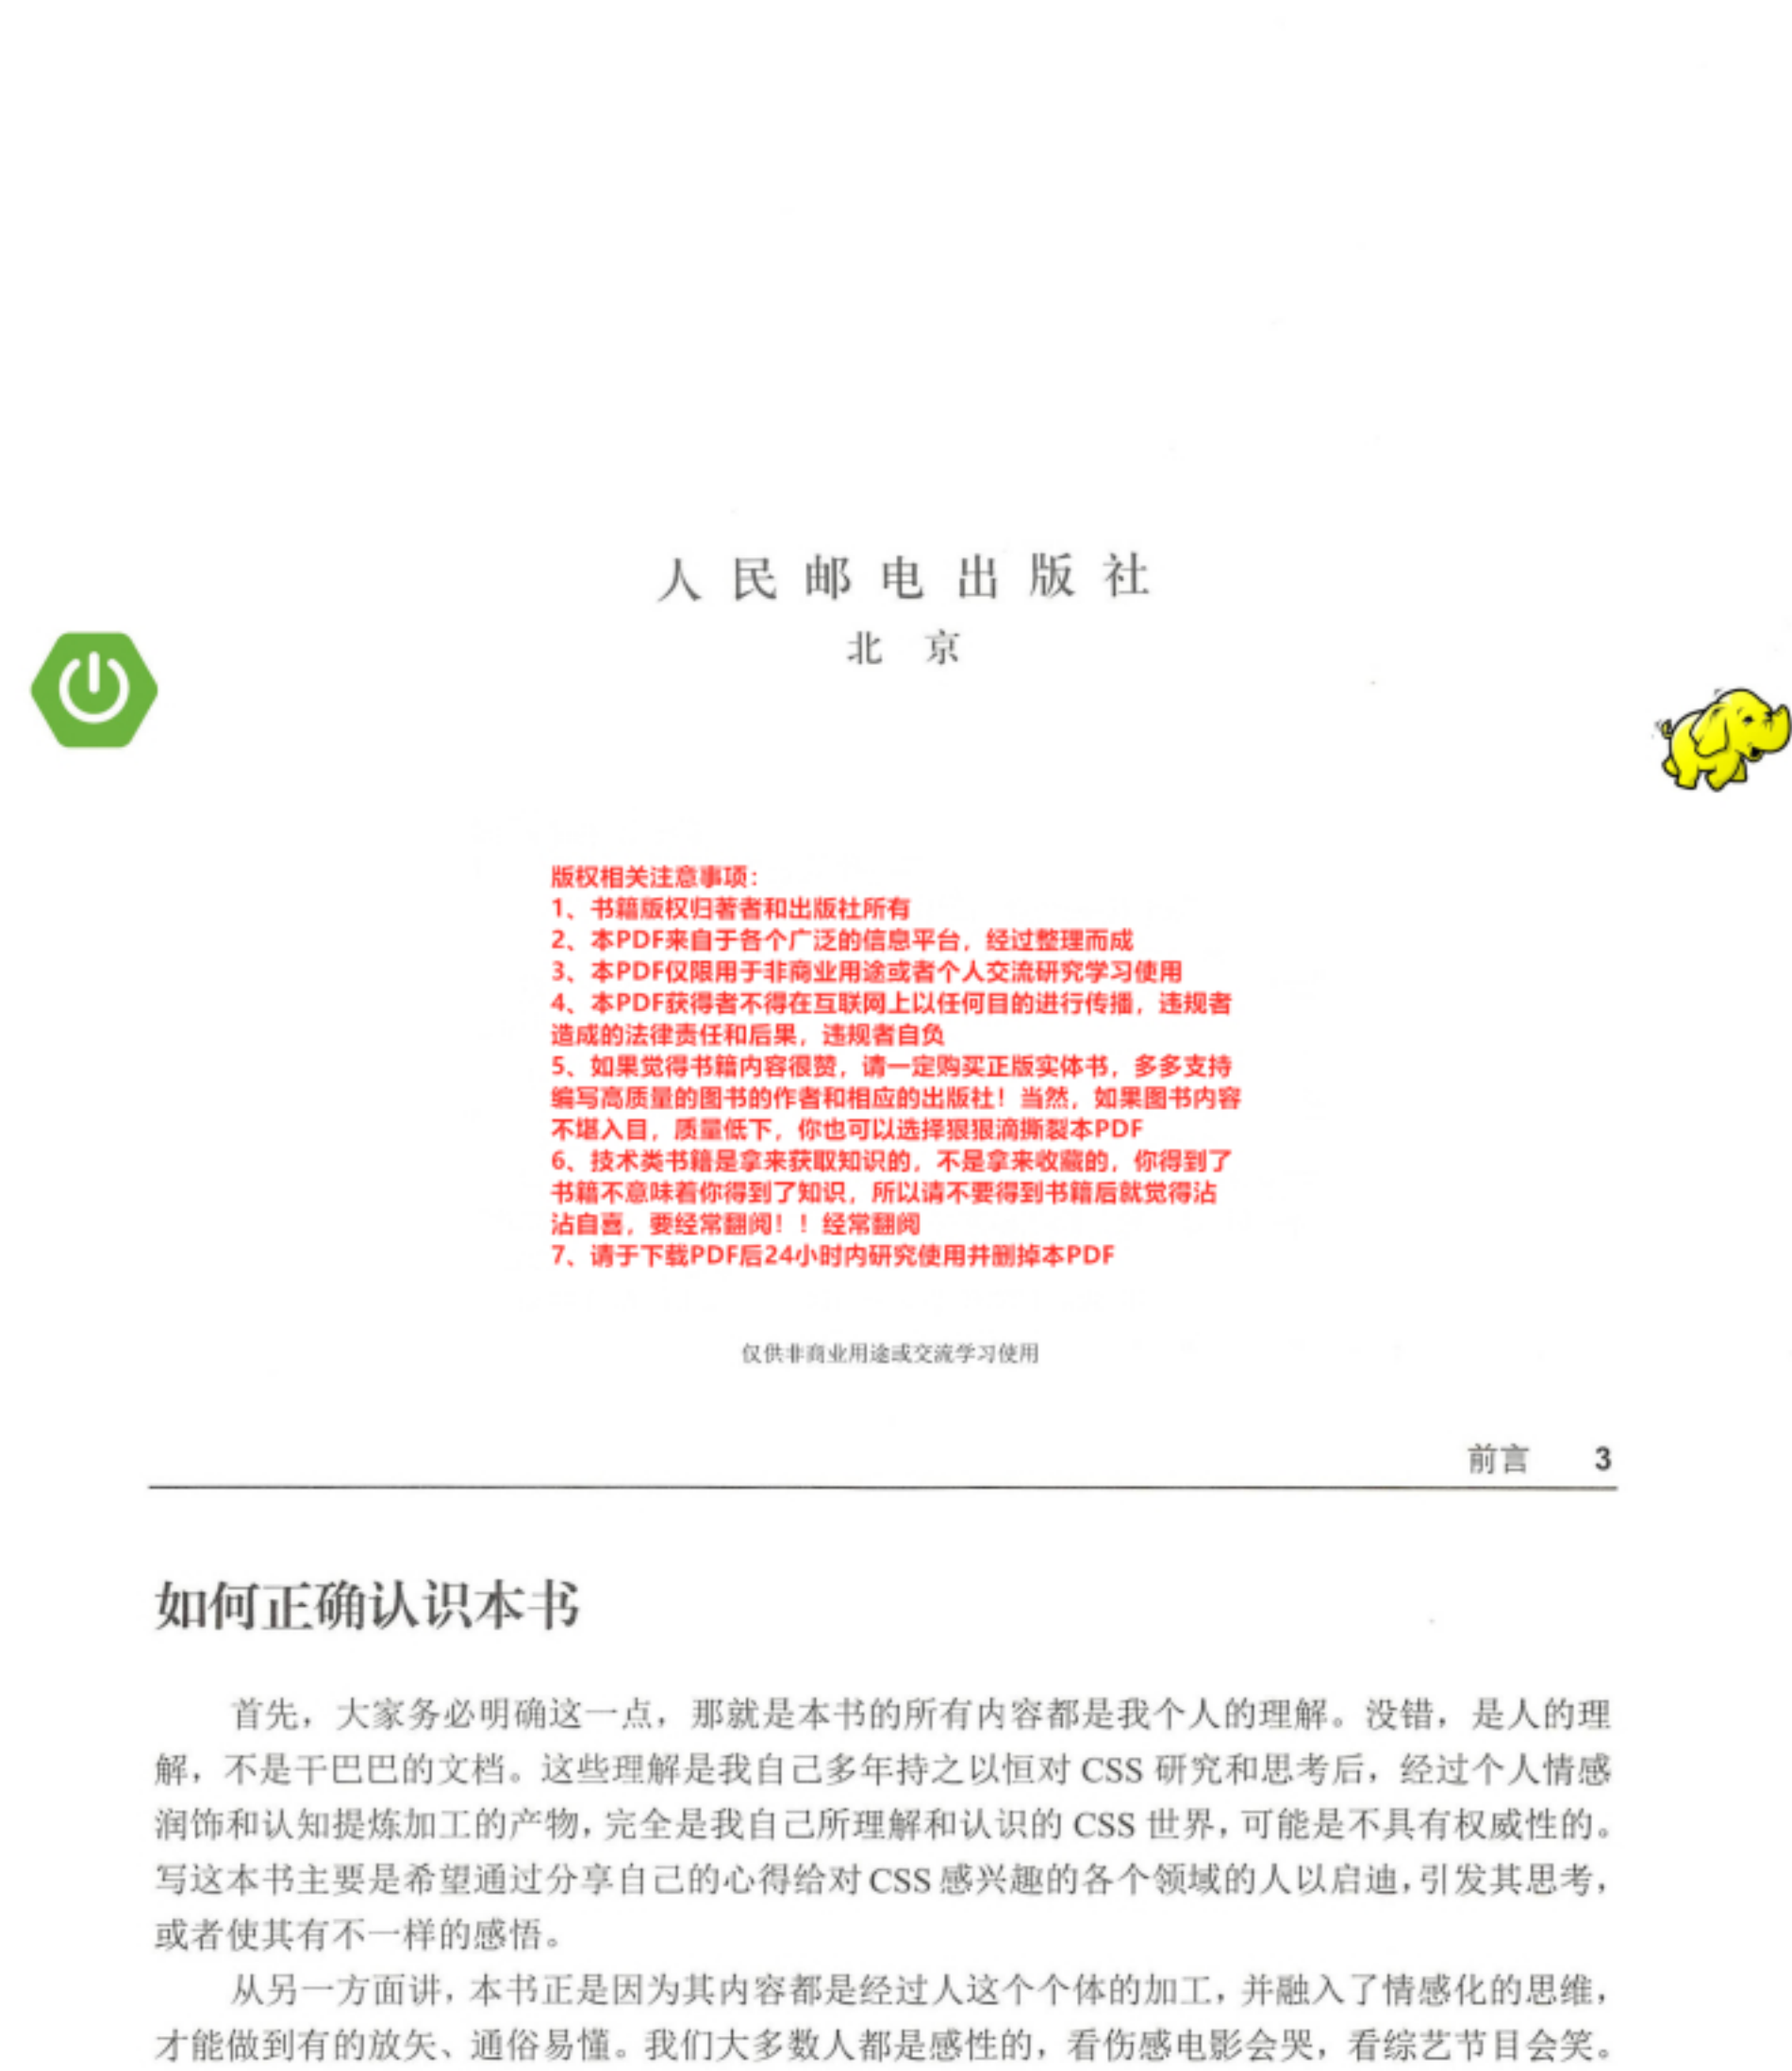 人民邮电出版社
北京
版权相关注意事项：
1、书籍版权归著者和出版社所有
2、本PDF来自于各个广泛的信息平台，经过整理而成
3、本PDF仅限用于非商业用途或者个人交流研究学习使用
4、本PDF获得者不得在互联网上以任何目的进行传播，违规者
造成的法律责任和后果，违规者自负
5、如果觉得书籍内容很赞，请一定购买正版实体书，多多支持
编写高质量的图书的作者和相应的出版社！当然，如果图书内容
不堪入目，质量低下，你也可以选择狠狠滴撕裂本PDF
6、技术类书籍是拿来获取知识的，不是拿来收藏的，你得到了
书籍不意味着你得到了知识，所以请不要得到书籍后就觉得沾
沾自喜，要经常翻阅！！经常翻阅
7、请于下载PDF后24小时内研究使用并删掉本PDF
仅供非商业用途或交流学习使用
前言 3
如何正确认识本书
首先，大家务必明确这一点，那就是本书的所有内容都是我个人的理解。没错，是人的理
解，不是干巴巴的文档。这些理解是我自己多年持之以恒对 CSS 研究和思考后，经过个人情感
润饰和认知提炼加工的产物，完全是我自己所理解和认识的 CSS 世界，可能是不具有权威性的。
写这本书主要是希望通过分享自己的心得给对 CSS 感兴趣的各个领域的人以启迪，引发其思考，
或者使其有不一样的感悟。
从另一方面讲，本书正是因为其内容都是经过人这个个体的加工，并融入了情感化的思维，
才能做到有的放矢、通俗易懂。我们大多数人都是感性的，看伤感电影会哭，看综艺节目会笑。